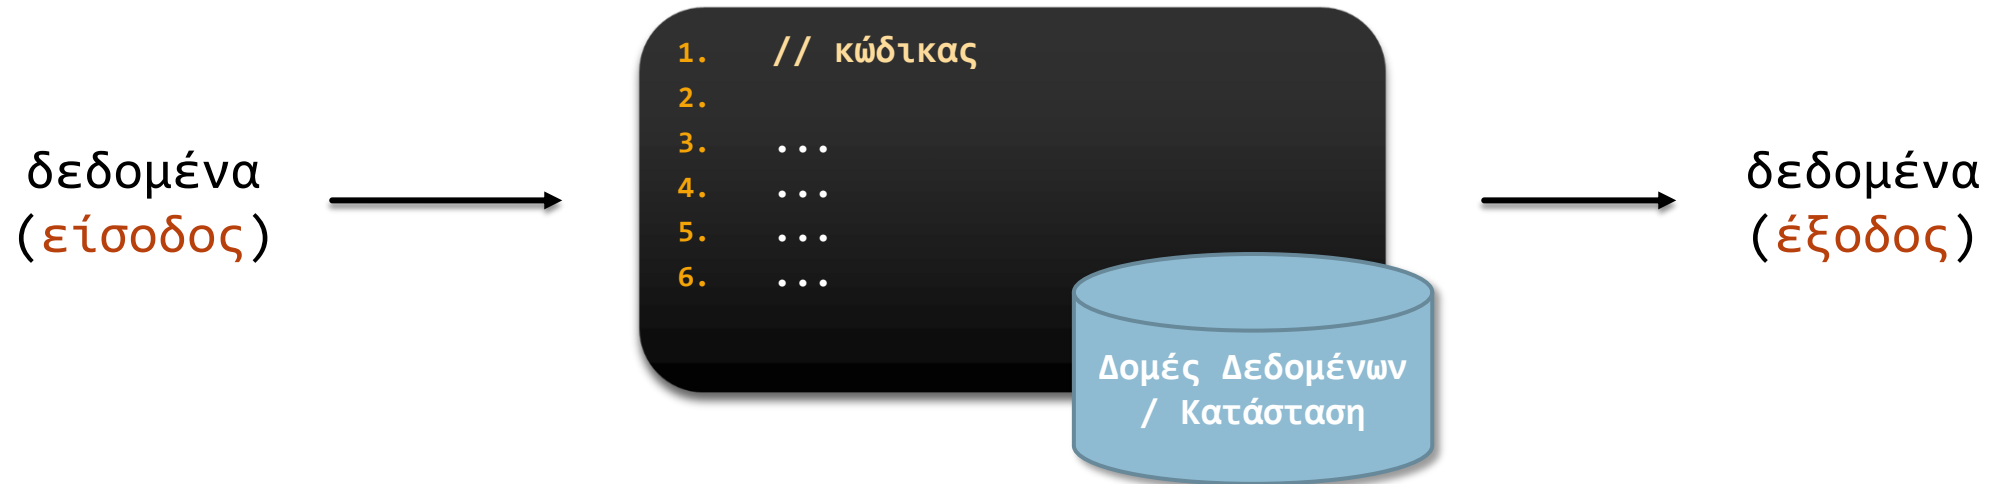 δεδομένα
(είσοδος)
1. // κώδικας
2.
3. ...
4. ...
5. ...
6. ...
Δομές Δεδομένων
/ Κατάσταση
δεδομένα
(έξοδος)